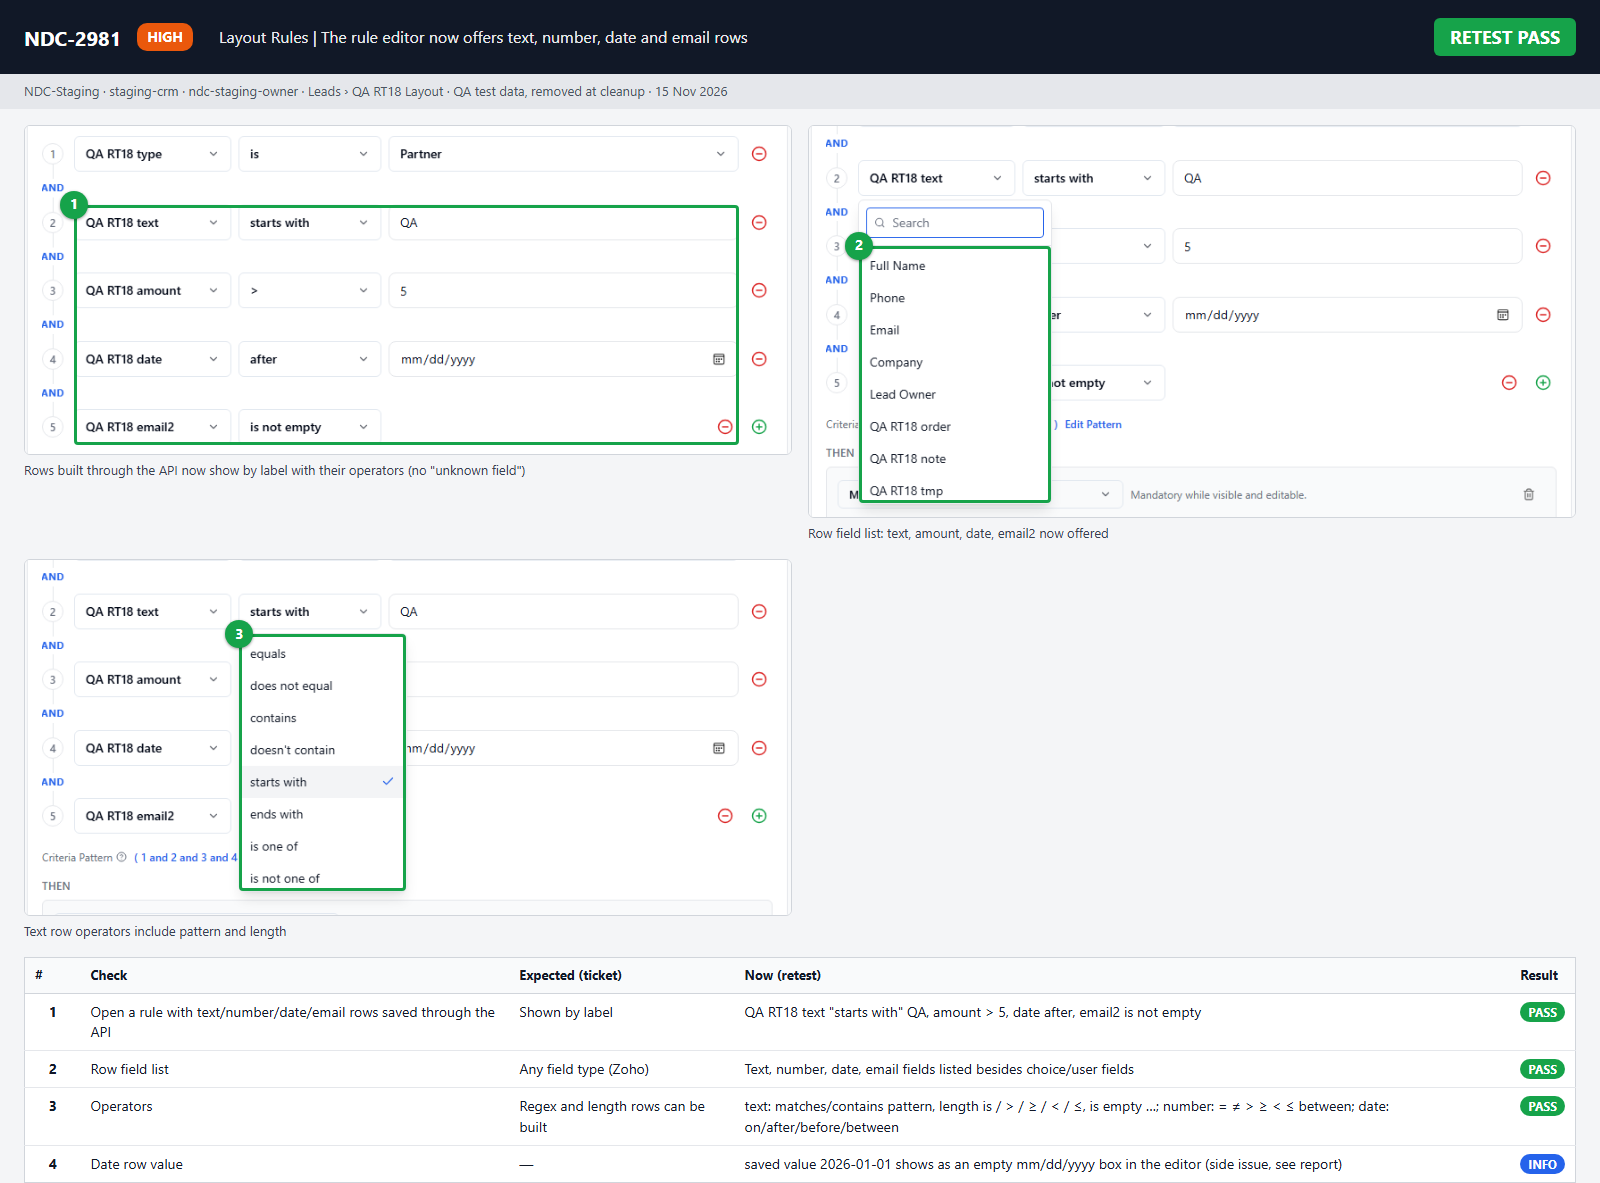 NDC-2981 HIGH Layout Rules | The rule editor now offers text, number, date and email rows RETEST PASS
NDC-Staging · staging-crm · ndc-staging-owner · Leads › QA RT18 Layout · QA test data, removed at cleanup · 15 Nov 2026
1 QA RT18 type is Partner
AND
1
2 QA RT18 text starts with QA
AND
3 QA RT18 amount > 5
AND
4 QA RT18 date after mm/dd/yyyy
AND
5 QA RT18 email2 is not empty
Rows built through the API now show by label with their operators (no "unknown field")
AND
2 QA RT18 text starts with QA
AND
Search
3 5
2
Full Name
AND
Phone
4 er mm/dd/yyyy
Email
AND
Company
5 ot empty
Lead Owner
Criteria ) Edit Pattern
QA RT18 order
THEN
QA RT18 note
M Mandatory while visible and editable.
QA RT18 tmp
Row field list: text, amount, date, email2 now offered
AND
2 QA RT18 text starts with QA
AND
3
equals
3 QA RT18 amount
does not equal
AND
contains
4 QA RT18 date mm/dd/yyyy
doesn't contain
AND
starts with
5 QA RT18 email2
ends with
is one of
Criteria Pattern ? ( 1 and 2 and 3 and 4
is not one of
THEN
Text row operators include pattern and length
# Check Expected (ticket) Now (retest) Result
1 Open a rule with text/number/date/email rows saved through the API Shown by label QA RT18 text "starts with" QA, amount > 5, date after, email2 is not empty PASS
2 Row field list Any field type (Zoho) Text, number, date, email fields listed besides choice/user fields PASS
3 Operators Regex and length rows can be built text: matches/contains pattern, length is / > / ≥ / < / ≤, is empty ...; number: = ≠ > ≥ < ≤ between; date: on/after/before/between PASS
4 Date row value — saved value 2026-01-01 shows as an empty mm/dd/yyyy box in the editor (side issue, see report) INFO